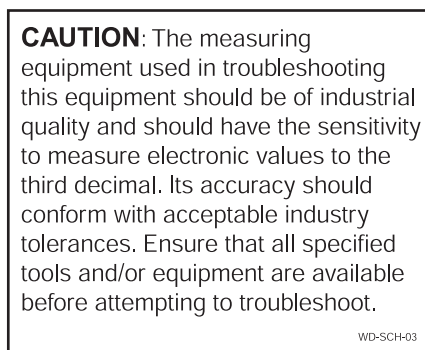 CAUTION: The measuring
equipment used in troubleshooting
this equipment should be of industrial
quality and should have the sensitivity
to measure electronic values to the
third decimal. Its accuracy should
conform with acceptable industry
tolerances. Ensure that all specified
tools and/or equipment are available
before attempting to troubleshoot.
WD-SCH-03